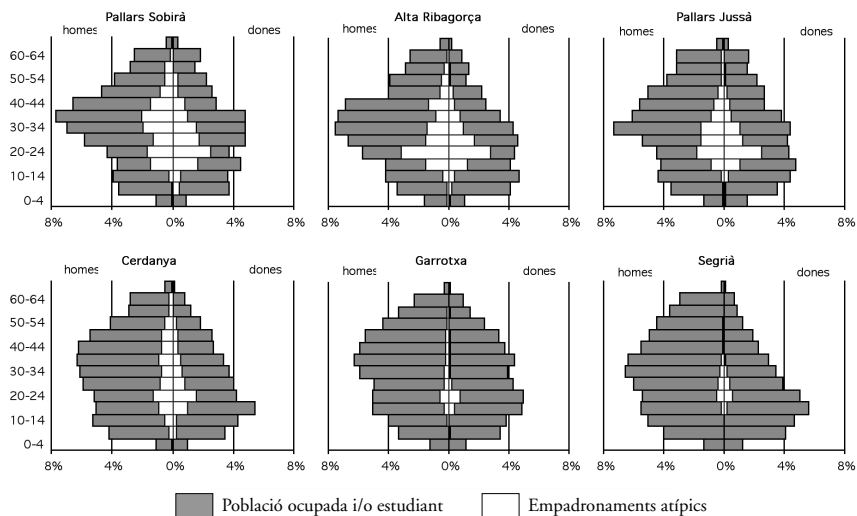 Pallars Sobirà
Alta Ribagorça
Pallars Jussà
homes
dones
homes
dones
homes
dones
60-64
50-54
40-44
30-34
20-24
10-14
0-4
8% 4% 0% 4% 8%
8% 4% 0% 4% 8%
8% 4% 0% 4% 8%
Cerdanya
Garrotxa
Segrià
homes
dones
homes
dones
homes
dones
60-64
50-54
40-44
30-34
20-24
10-14
0-4
8% 4% 0% 4% 8%
8% 4% 0% 4% 8%
8% 4% 0% 4% 8%
Població ocupada i/o estudiant
Empadronaments atípics